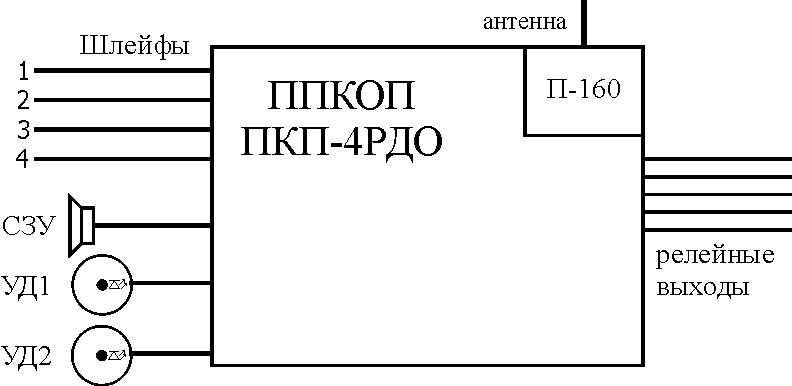 антенна
Шлейфы
П-160
1
2
3
4
ППКОП
ПКП-4РДО
СЗУ
УД1
УД2
релейные
выходы